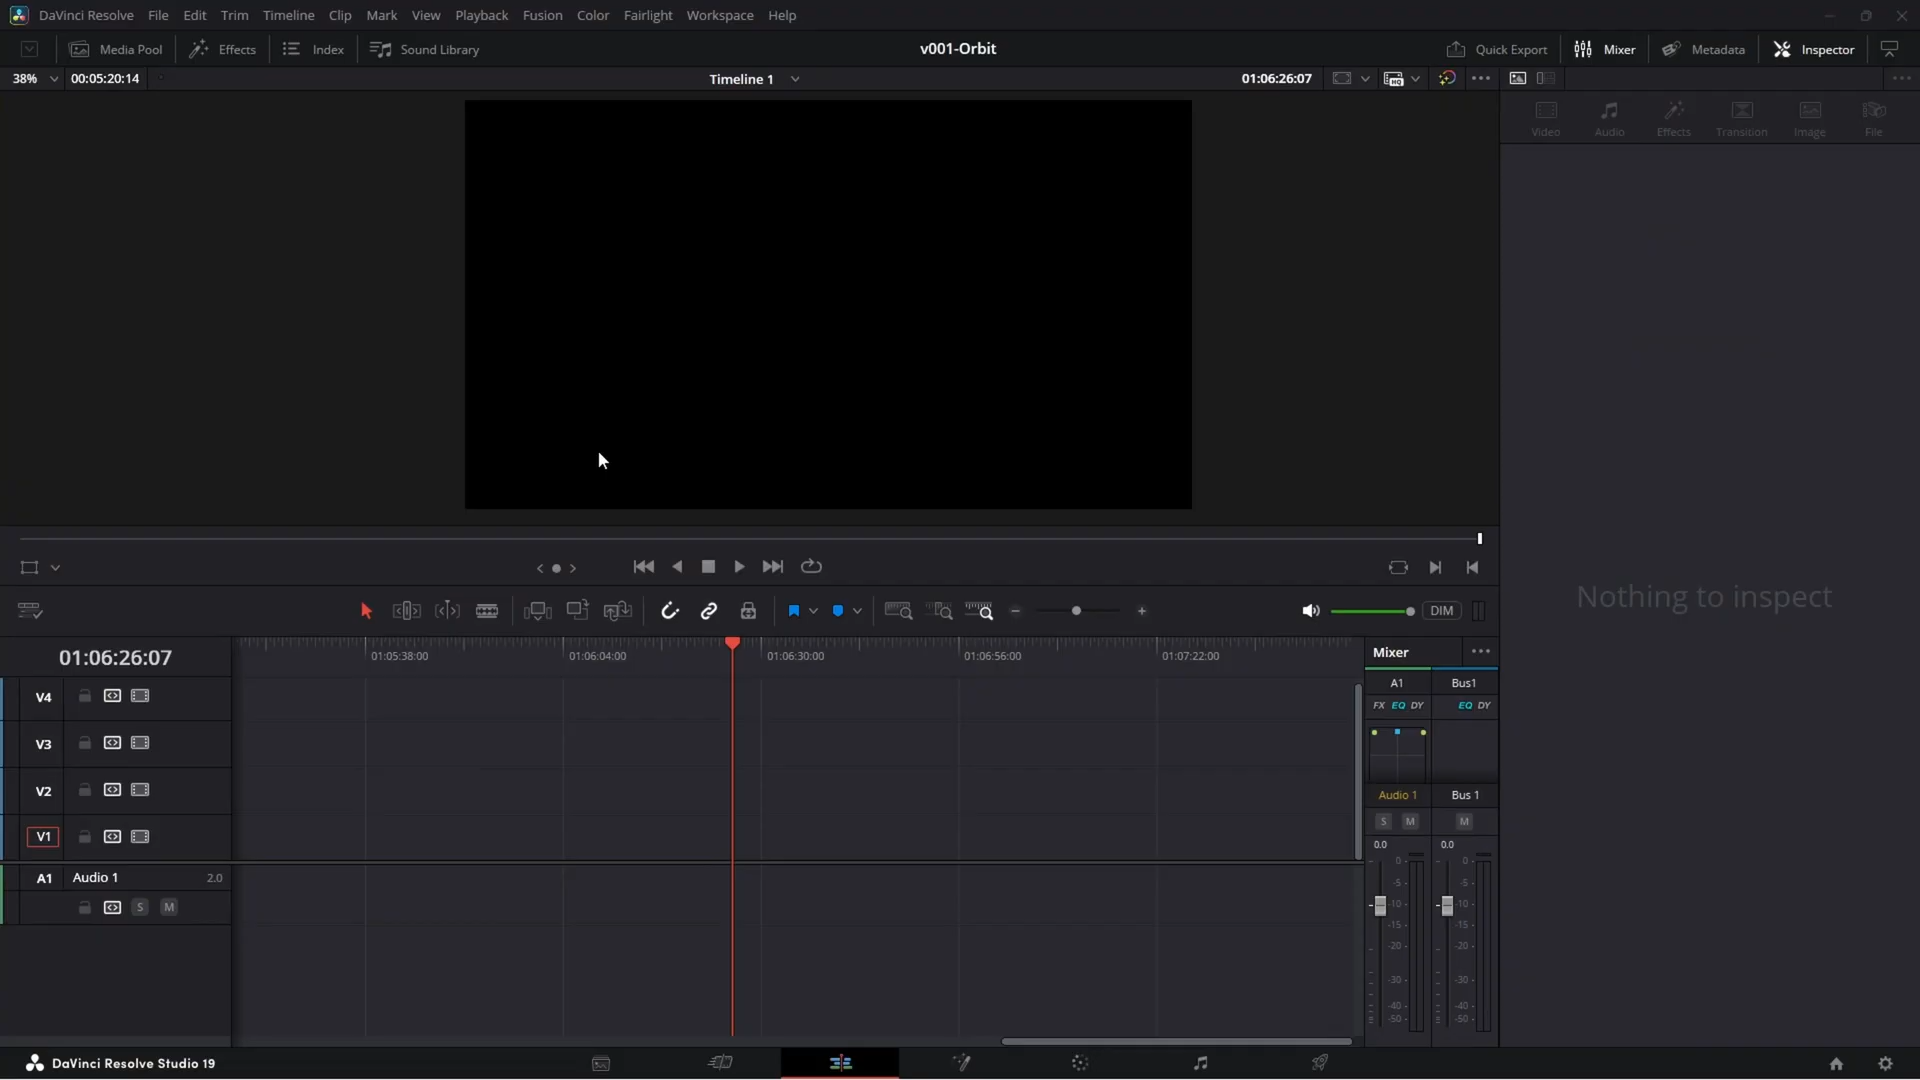 DaVinci Resolve File Edit Trim Timeline Clip Mark View Playback Fusion Color Fairlight Workspace Help
Media Pool Effects Index Sound Library v001-Orbit Quick Export Mixer Metadata Inspector
38% 00:05:20:14 Timeline 1 01:06:26:07
Video Audio Effects Transition Image File
Nothing to inspect
DIM
01:06:26:07 01:05:38:00 01:06:04:00 01:06:30:00 01:06:56:00 01:07:22:00 Mixer
V4 A1 Bus1
FX EQ DY EQ DY
V3
V2 Audio 1 Bus 1
S M M
V1 0.0 0.0
0 0
A1 Audio 1 2.0 -5 -5
S M -10 -10
-15 -15
-20 -20
-30 -30
-40 -40
-50 -50
DaVinci Resolve Studio 19